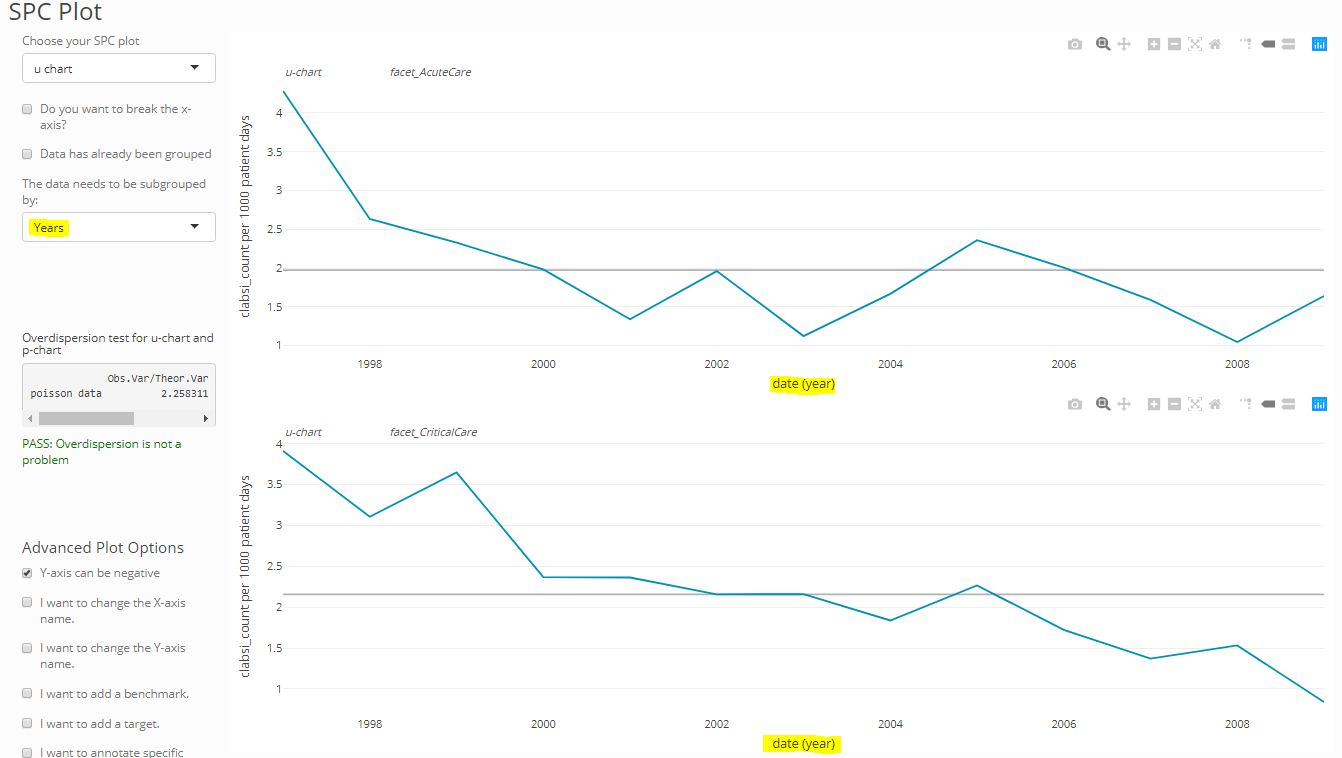 SPC Plot
Choose your SPC plot
u chart
Do you want to break the x-
axis?
Data has already been grouped
The data needs to be subgrouped
by:
Years
Overdispersion test for u-chart and
p-chart
Obs.Var/Theor.Var
poisson data 2.258311
PASS: Overdispersion is not a
problem
Advanced Plot Options
Y-axis can be negative
I want to change the X-axis
name.
I want to change the Y-axis
name.
I want to add a benchmark.
I want to add a target.
I want to annotate specific
u-chart facet_AcuteCare
clabsi_count per 1000 patient days
4
3.5
3
2.5
2
1.5
1
1998 2000 2002 2004 2006 2008
date (year)
u-chart facet_CriticalCare
clabsi_count per 1000 patient days
4
3.5
3
2.5
2
1.5
1
1998 2000 2002 2004 2006 2008
date (year)